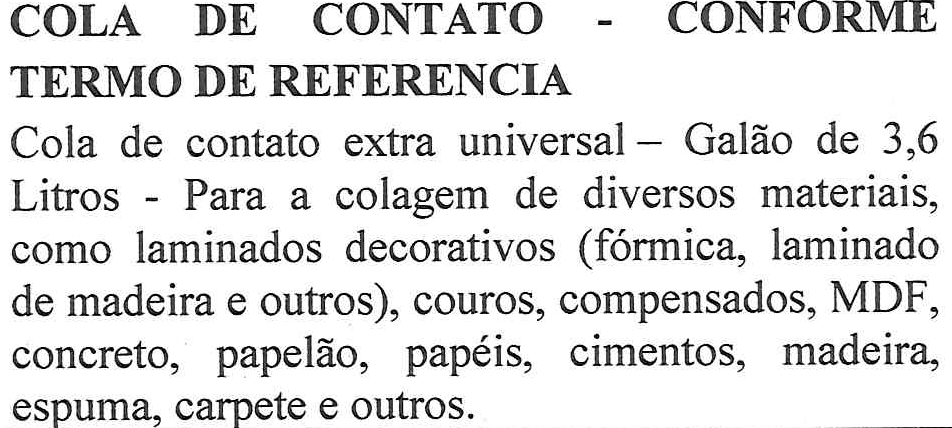 COLA DE CONTATO - CONFORME
TERMO DE REFERENCIA
Cola de contato extra universal – Galão de 3,6
Litros - Para a colagem de diversos materiais,
como laminados decorativos (fórmica, laminado
de madeira e outros), couros, compensados, MDF,
concreto, papelão, papéis, cimentos, madeira,
espuma, carpete e outros.